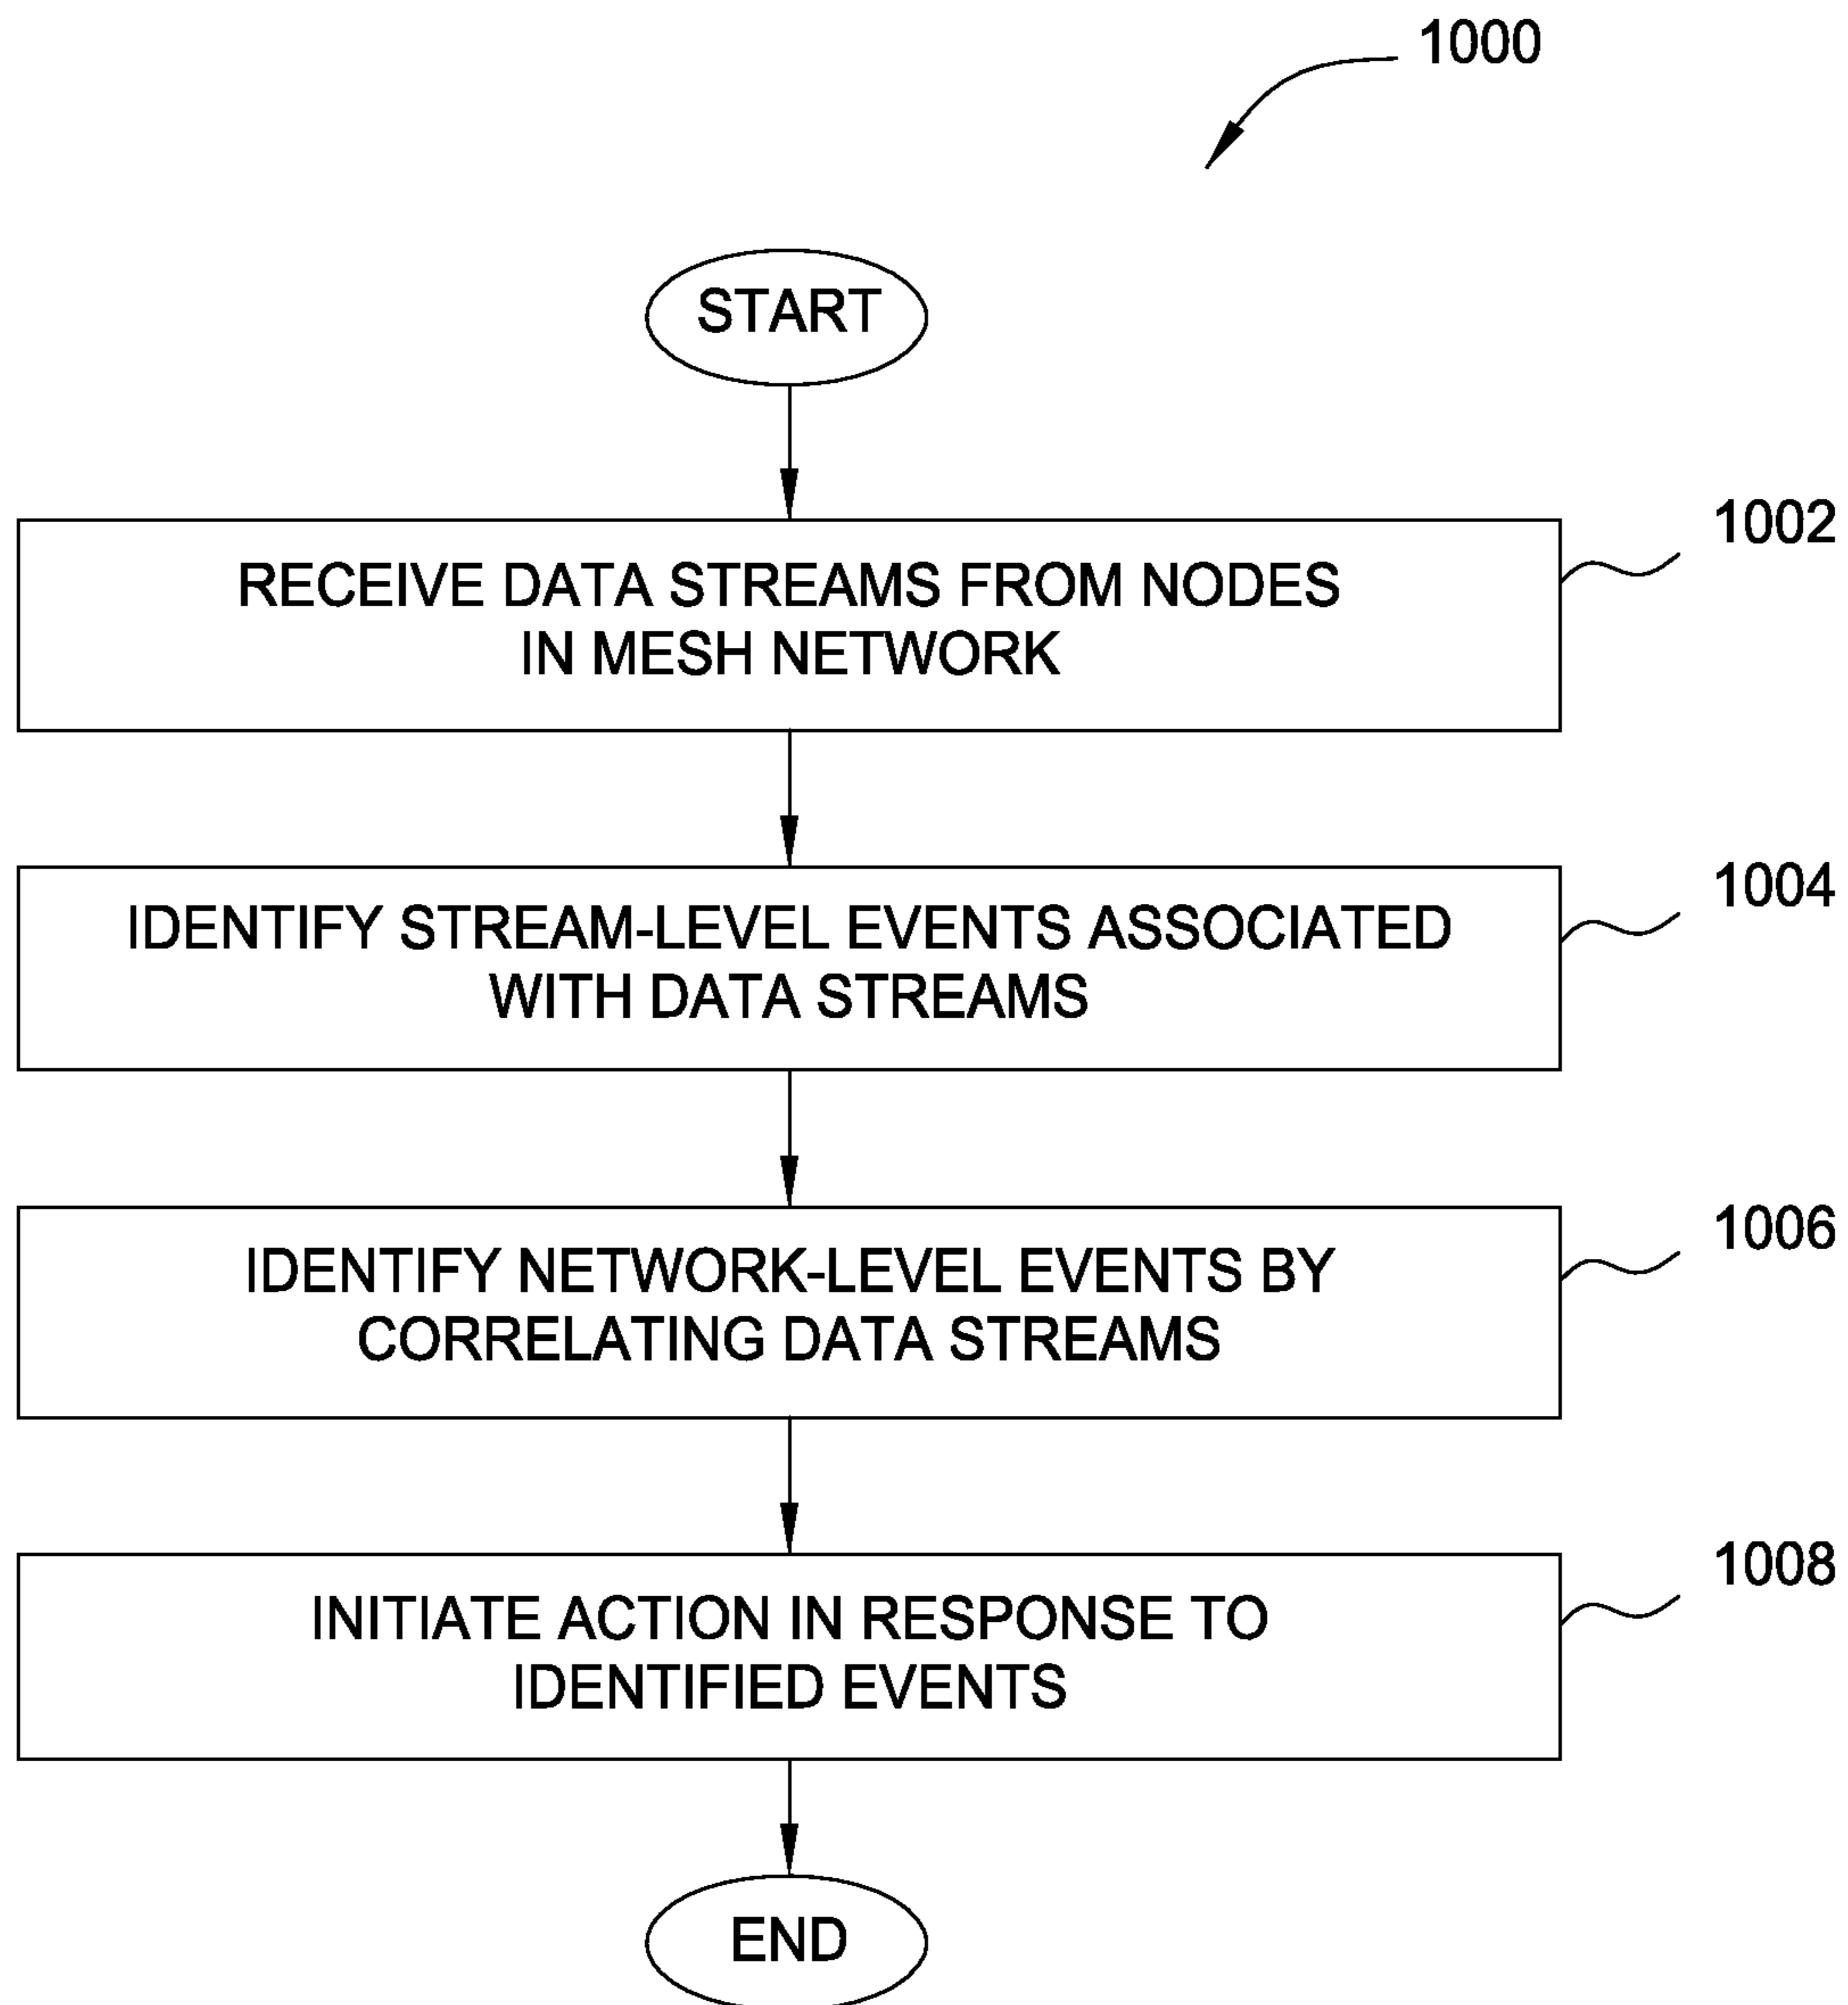 1000
START
1002
RECEIVE DATA STREAMS FROM NODES
IN MESH NETWORK
1004
IDENTIFY STREAM-LEVEL EVENTS ASSOCIATED
WITH DATA STREAMS
1006
IDENTIFY NETWORK-LEVEL EVENTS BY
CORRELATING DATA STREAMS
1008
INITIATE ACTION IN RESPONSE TO
IDENTIFIED EVENTS
END